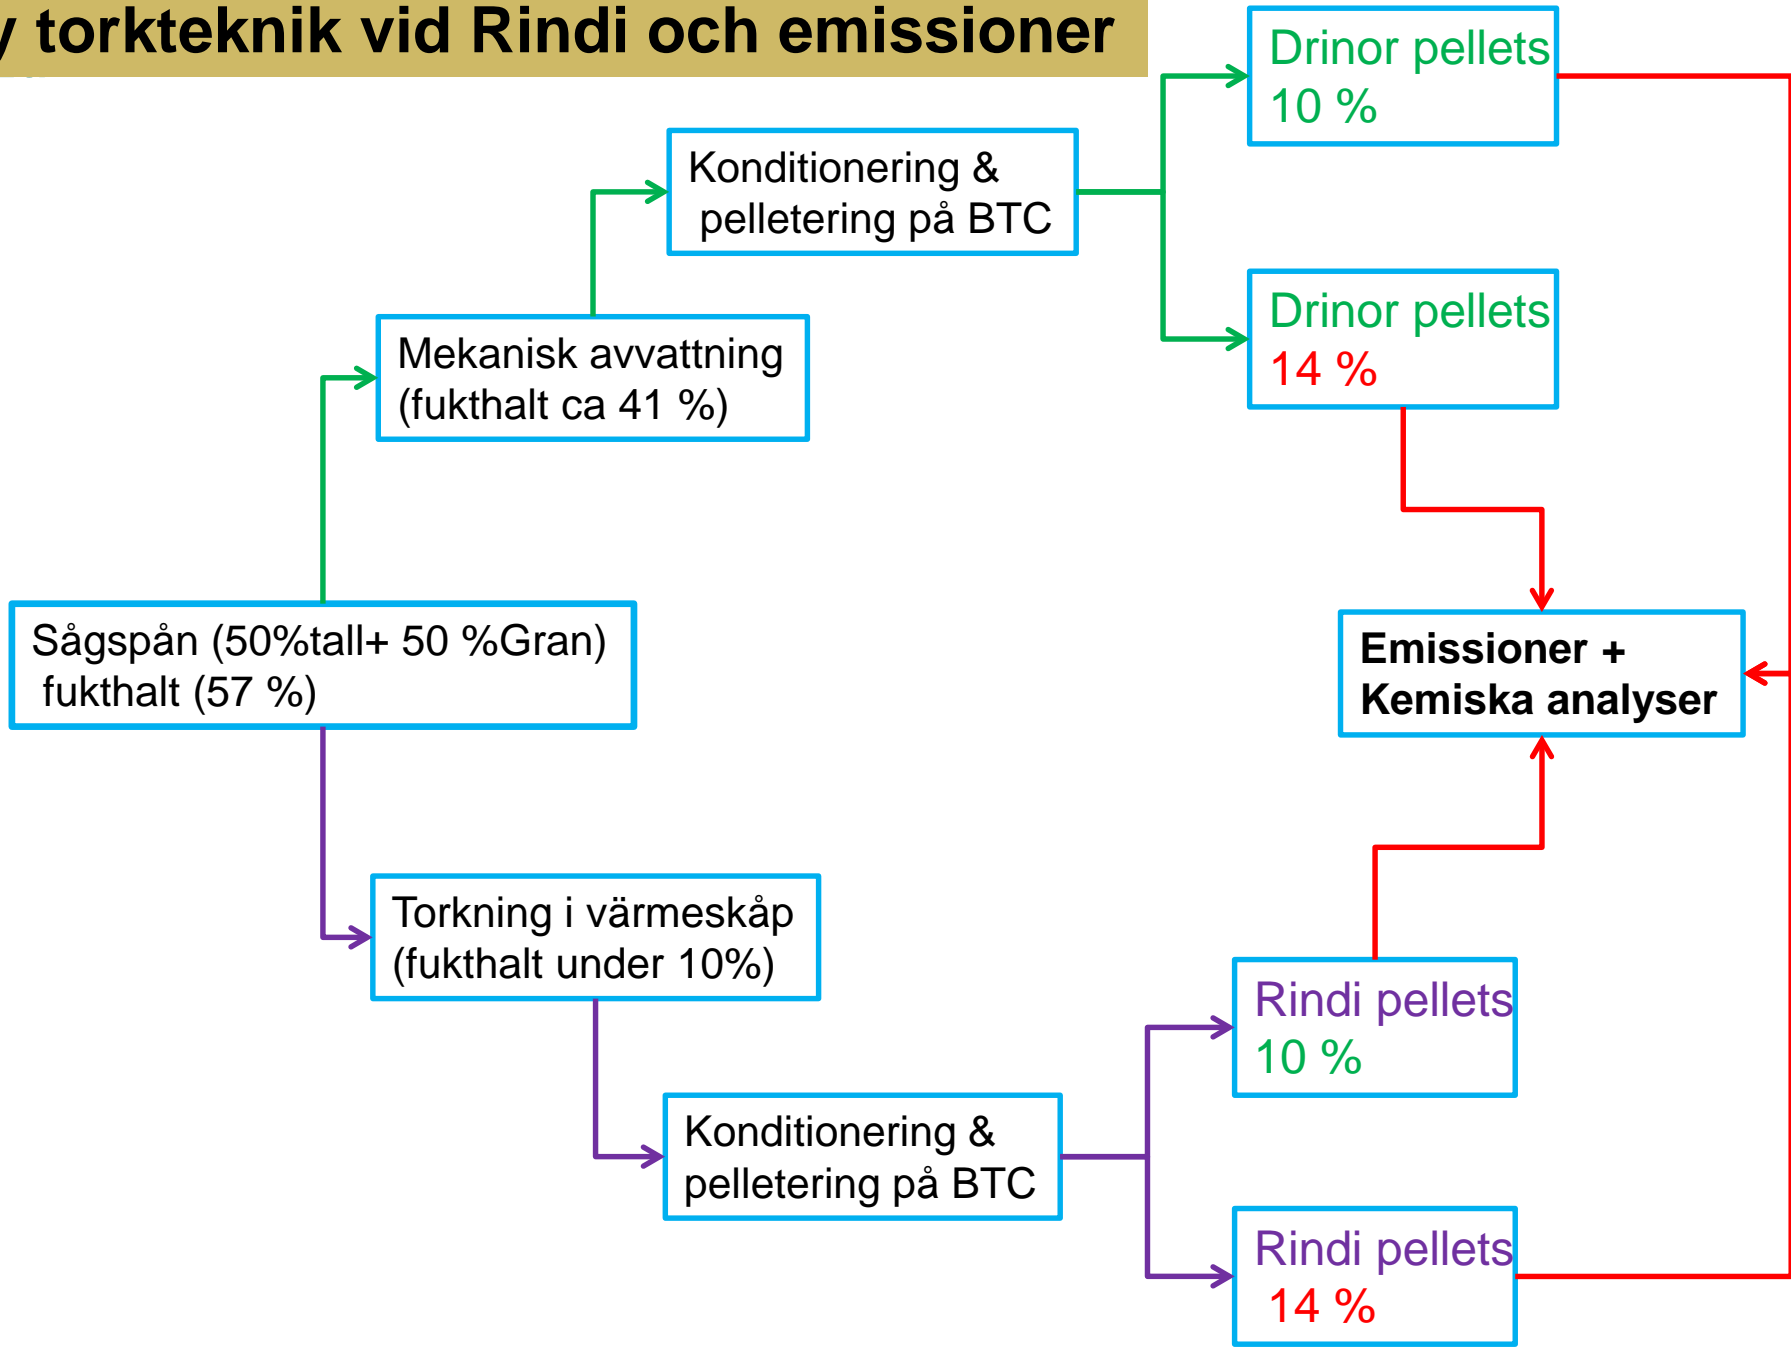 y torkteknik vid Rindi och emissioner
Drinor pellets
10 %
Konditionering &
pelletering på BTC
Drinor pellets
14 %
Mekanisk avvattning
(fukthalt ca 41 %)
Sågspån (50%tall+ 50 %Gran)
fukthalt (57 %)
Emissioner +
Kemiska analyser
Torkning i värmeskåp
(fukthalt under 10%)
Rindi pellets
10 %
Konditionering &
pelletering på BTC
Rindi pellets
14 %